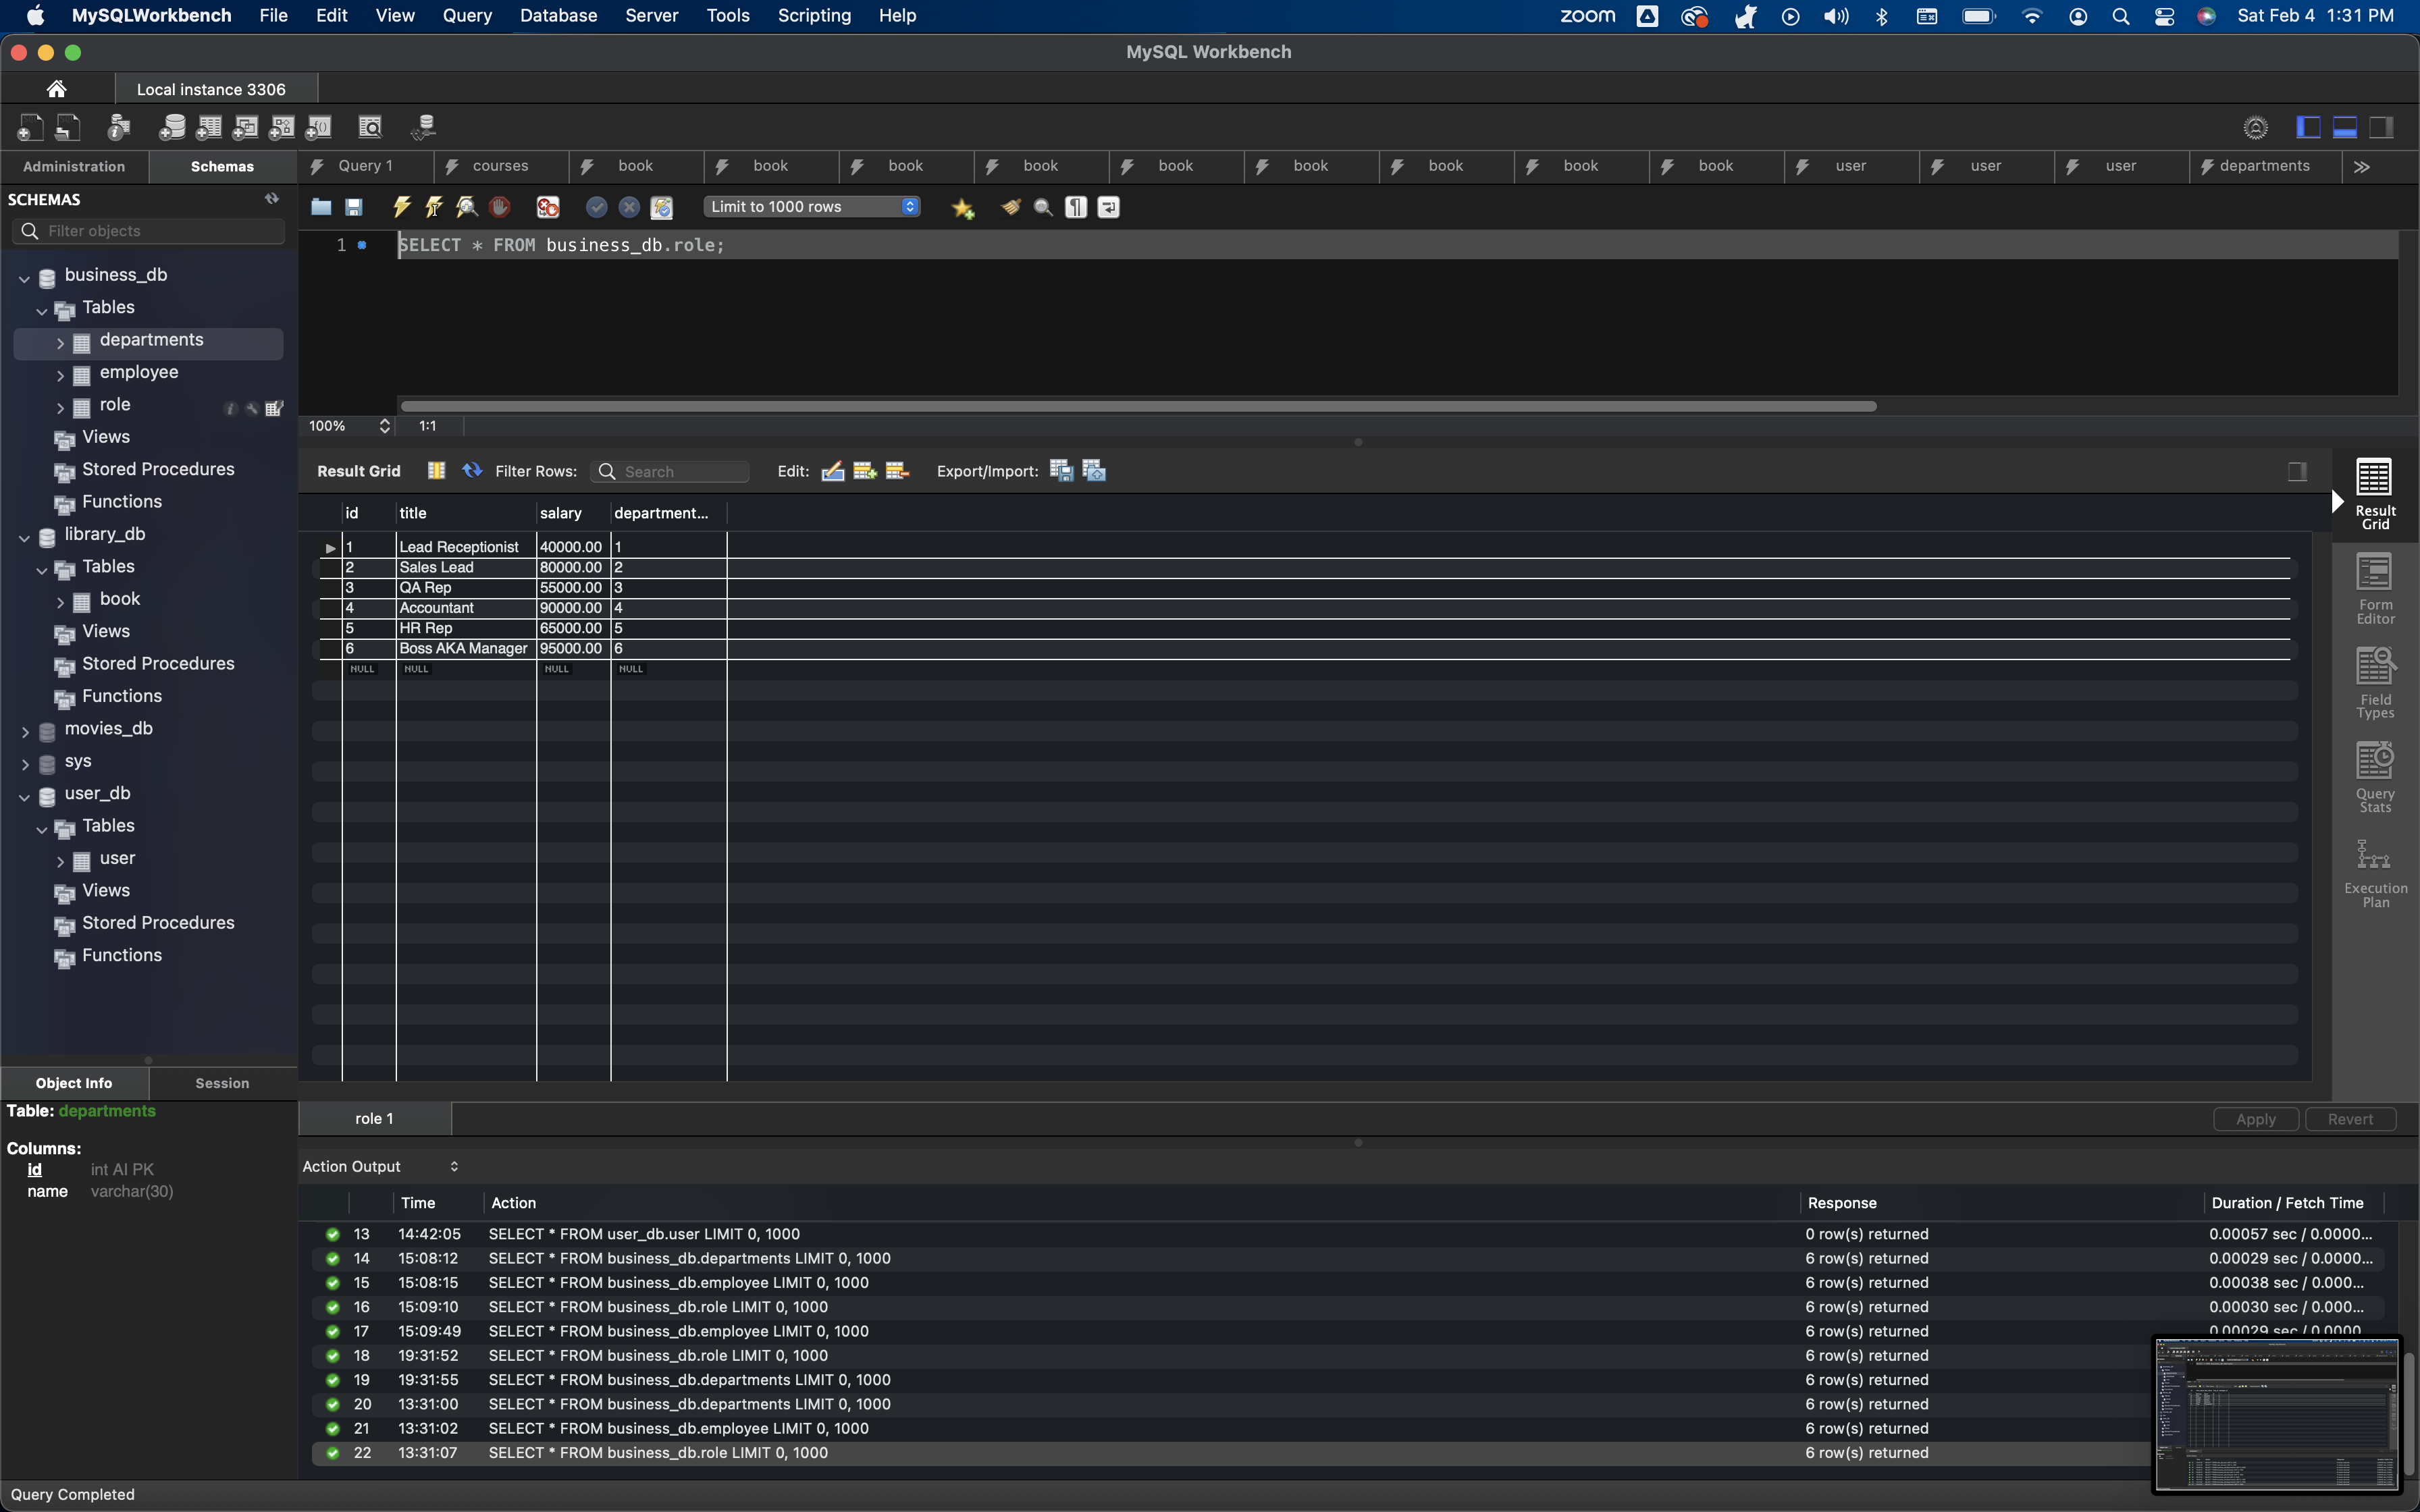 MySQLWorkbench File Edit View Query Database Server Tools Scripting Help zoom Sat Feb 4 1:31 PM
MySQL Workbench
Local instance 3306
Administration Schemas Query 1 courses book book book book book book book book book user user user departments
SCHEMAS
Filter objects
Limit to 1000 rows
1 SELECT * FROM business_db.role;
100% 1:1
business_db
Tables
departments
employee
role
Views
Stored Procedures
Functions
library_db
Tables
book
Views
Stored Procedures
Functions
movies_db
sys
user_db
Tables
user
Views
Stored Procedures
Functions
Result Grid Filter Rows: Search Edit: Export/Import:
id title salary department...
1 Lead Receptionist 40000.00 1
2 Sales Lead 80000.00 2
3 QA Rep 55000.00 3
4 Accountant 90000.00 4
5 HR Rep 65000.00 5
6 Boss AKA Manager 95000.00 6
NULL NULL NULL NULL
Result
Grid
Form
Editor
Field
Types
Query
Stats
Execution
Plan
Object Info Session
Table: departments
Columns:
id int AI PK
name varchar(30)
role 1 Apply Revert
Action Output
Time Action Response Duration / Fetch Time
13 14:42:05 SELECT * FROM user_db.user LIMIT 0, 1000 0 row(s) returned 0.00057 sec / 0.0000...
14 15:08:12 SELECT * FROM business_db.departments LIMIT 0, 1000 6 row(s) returned 0.00029 sec / 0.0000...
15 15:08:15 SELECT * FROM business_db.employee LIMIT 0, 1000 6 row(s) returned 0.00038 sec / 0.000...
16 15:09:10 SELECT * FROM business_db.role LIMIT 0, 1000 6 row(s) returned 0.00030 sec / 0.000...
17 15:09:49 SELECT * FROM business_db.employee LIMIT 0, 1000 6 row(s) returned 0.00029 sec / 0.0000
18 19:31:52 SELECT * FROM business_db.role LIMIT 0, 1000 6 row(s) returned
19 19:31:55 SELECT * FROM business_db.departments LIMIT 0, 1000 6 row(s) returned
20 13:31:00 SELECT * FROM business_db.departments LIMIT 0, 1000 6 row(s) returned
21 13:31:02 SELECT * FROM business_db.employee LIMIT 0, 1000 6 row(s) returned
22 13:31:07 SELECT * FROM business_db.role LIMIT 0, 1000 6 row(s) returned
Query Completed